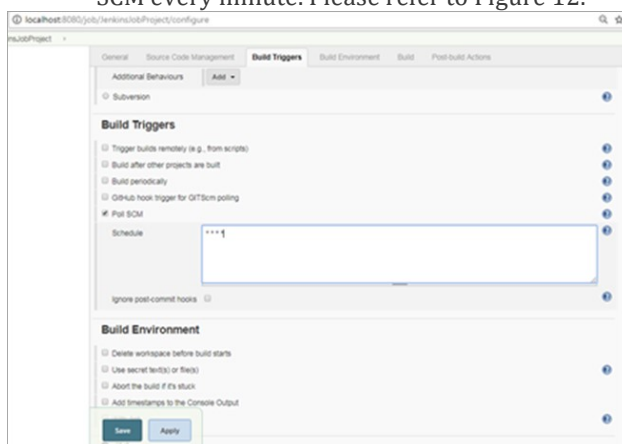 SCM every minute. Please refer to Figure 12.
localhost:8080/job/JenkinsJobProject/configure
nsJobProject
General Source Code Management Build Triggers Build Environment Build Post-build Actions
Additional Behaviours Add
Subversion
Build Triggers
Trigger builds remotely (e.g., from scripts)
Build after other projects are built
Build periodically
GitHub hook trigger for GITScm polling
Poll SCM
Schedule
Ignore post-commit hooks
Build Environment
Delete workspace before build starts
Use secret text(s) or file(s)
Abort the build if it's stuck
Add timestamps to the Console Output
Save Apply